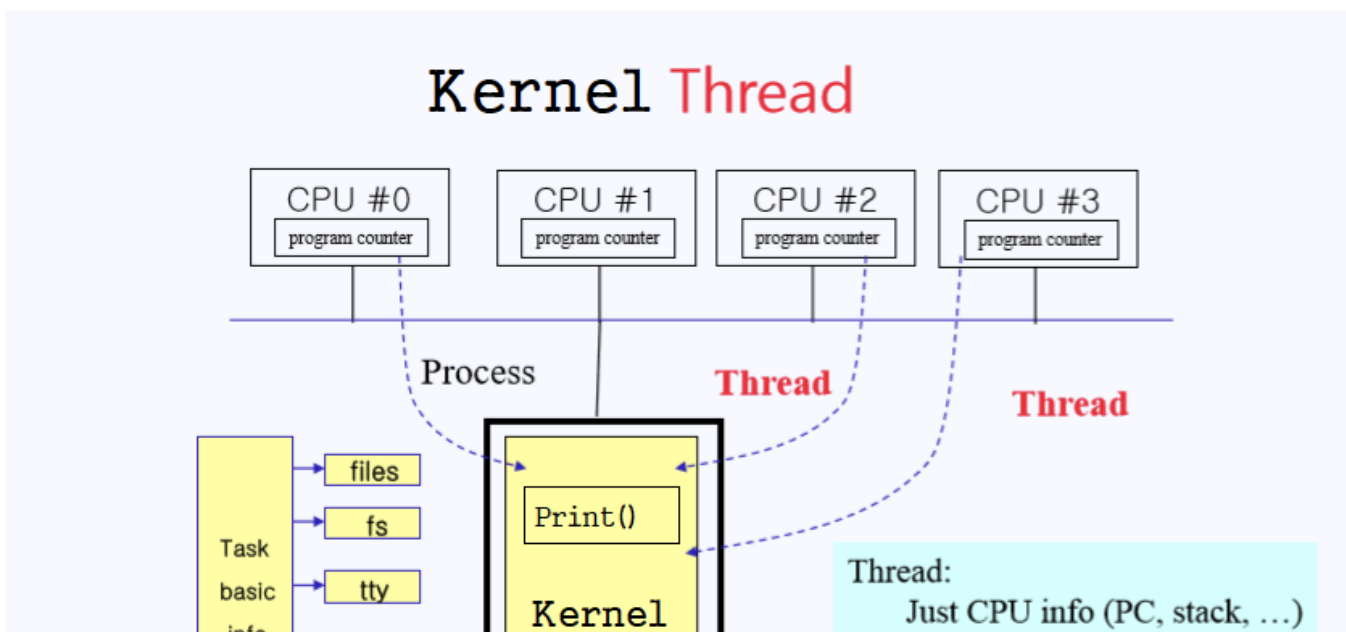 Kernel Thread
CPU #0
program counter
CPU #1
program counter
CPU #2
program counter
CPU #3
program counter
Process
Thread
Thread
files
fs
tty
Task
basic
info
Print()
Kernel
Thread:
Just CPU info (PC, stack, …)